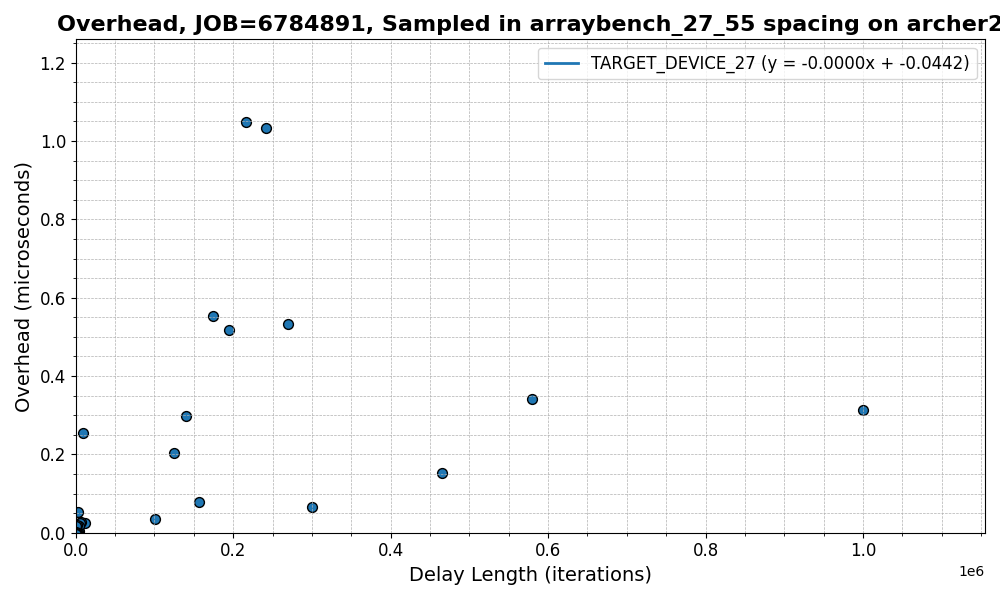 Overhead, JOB=6784891, Sampled in arraybench_27_55 spacing on archer2
TARGET_DEVICE_27 (y = -0.0000x + -0.0442)
Overhead (microseconds)
1.2
1.0
0.8
0.6
0.4
0.2
0.0
0.0 0.2 0.4 0.6 0.8 1.0
1e6
Delay Length (iterations)